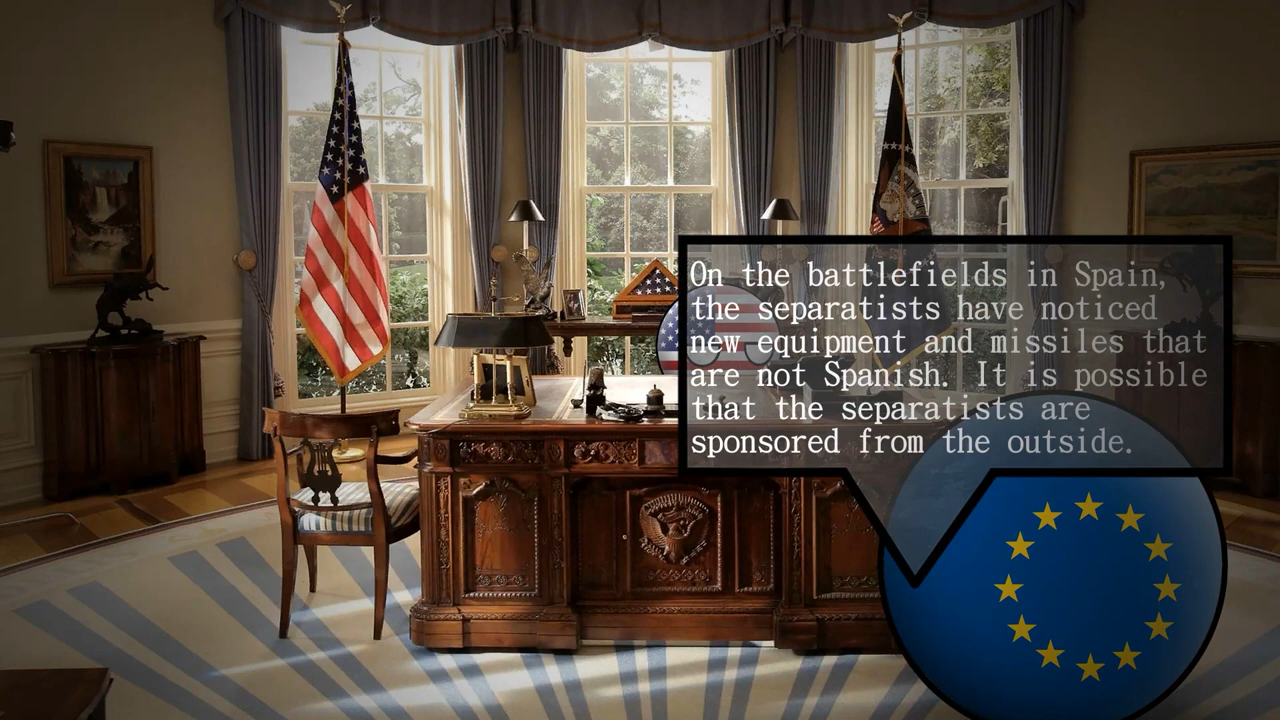 On the battlefields in Spain,
the separatists have noticed
new equipment and missiles that
are not Spanish. It is possible
that the separatists are
sponsored from the outside.